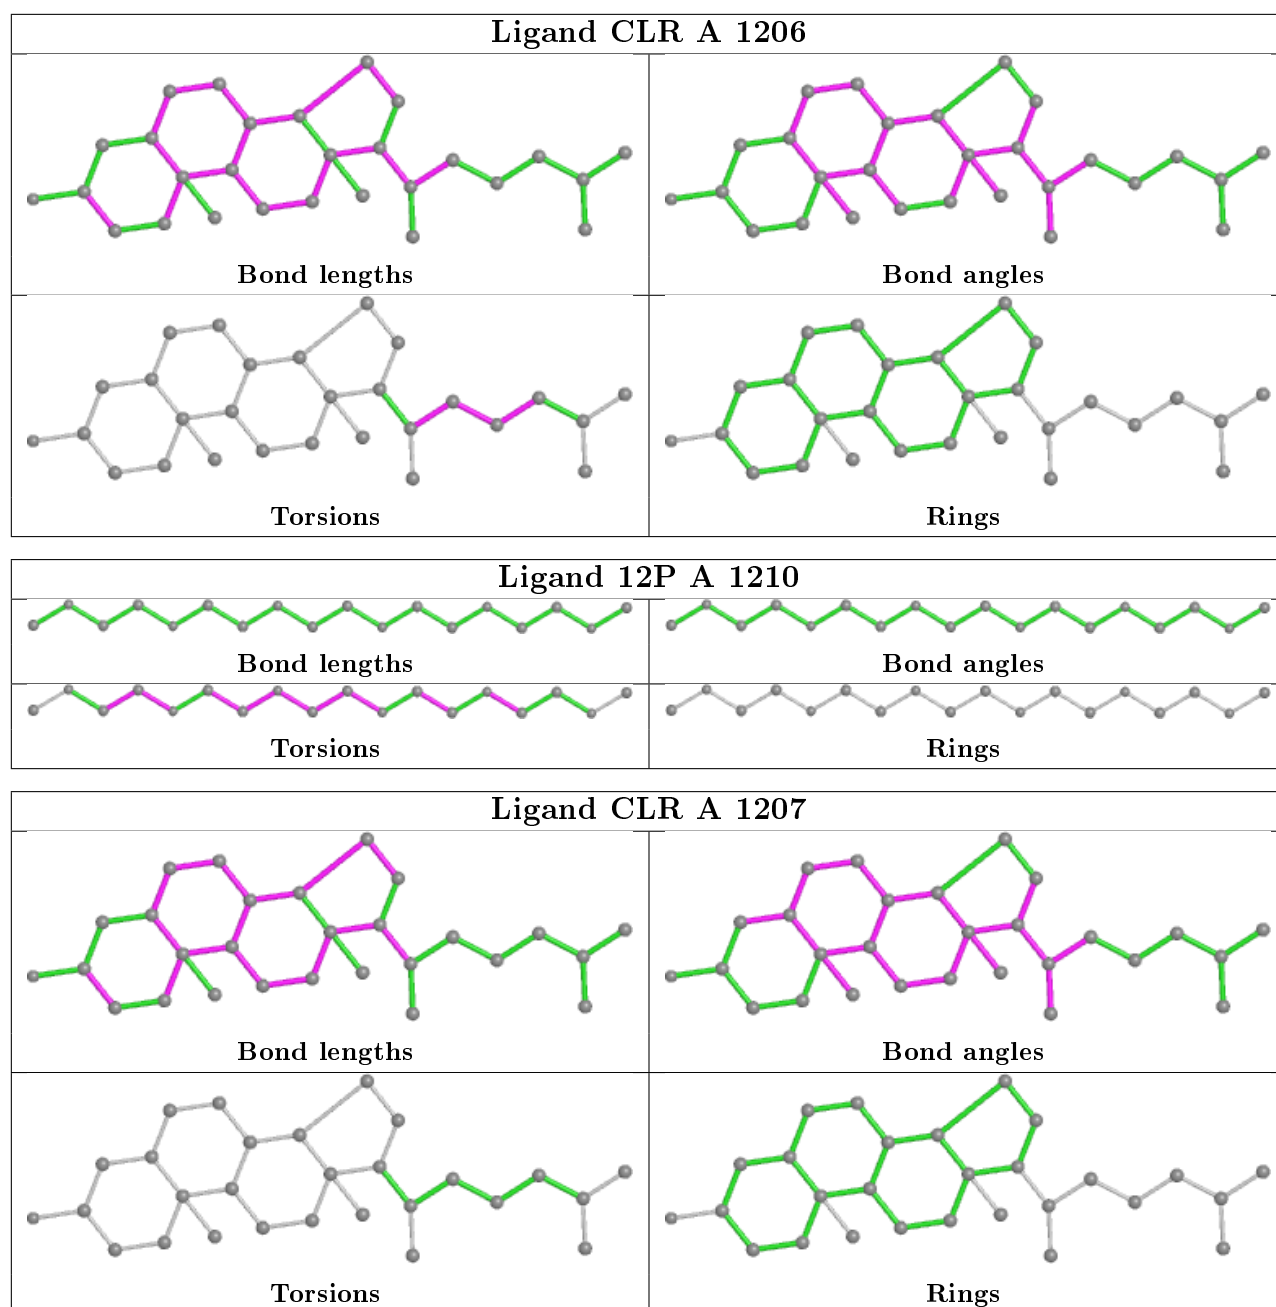 Ligand CLR A 1206
Bond lengths
Bond angles
Torsions
Rings
Ligand 12P A 1210
Bond lengths
Bond angles
Torsions
Rings
Ligand CLR A 1207
Bond lengths
Bond angles
Torsions
Rings